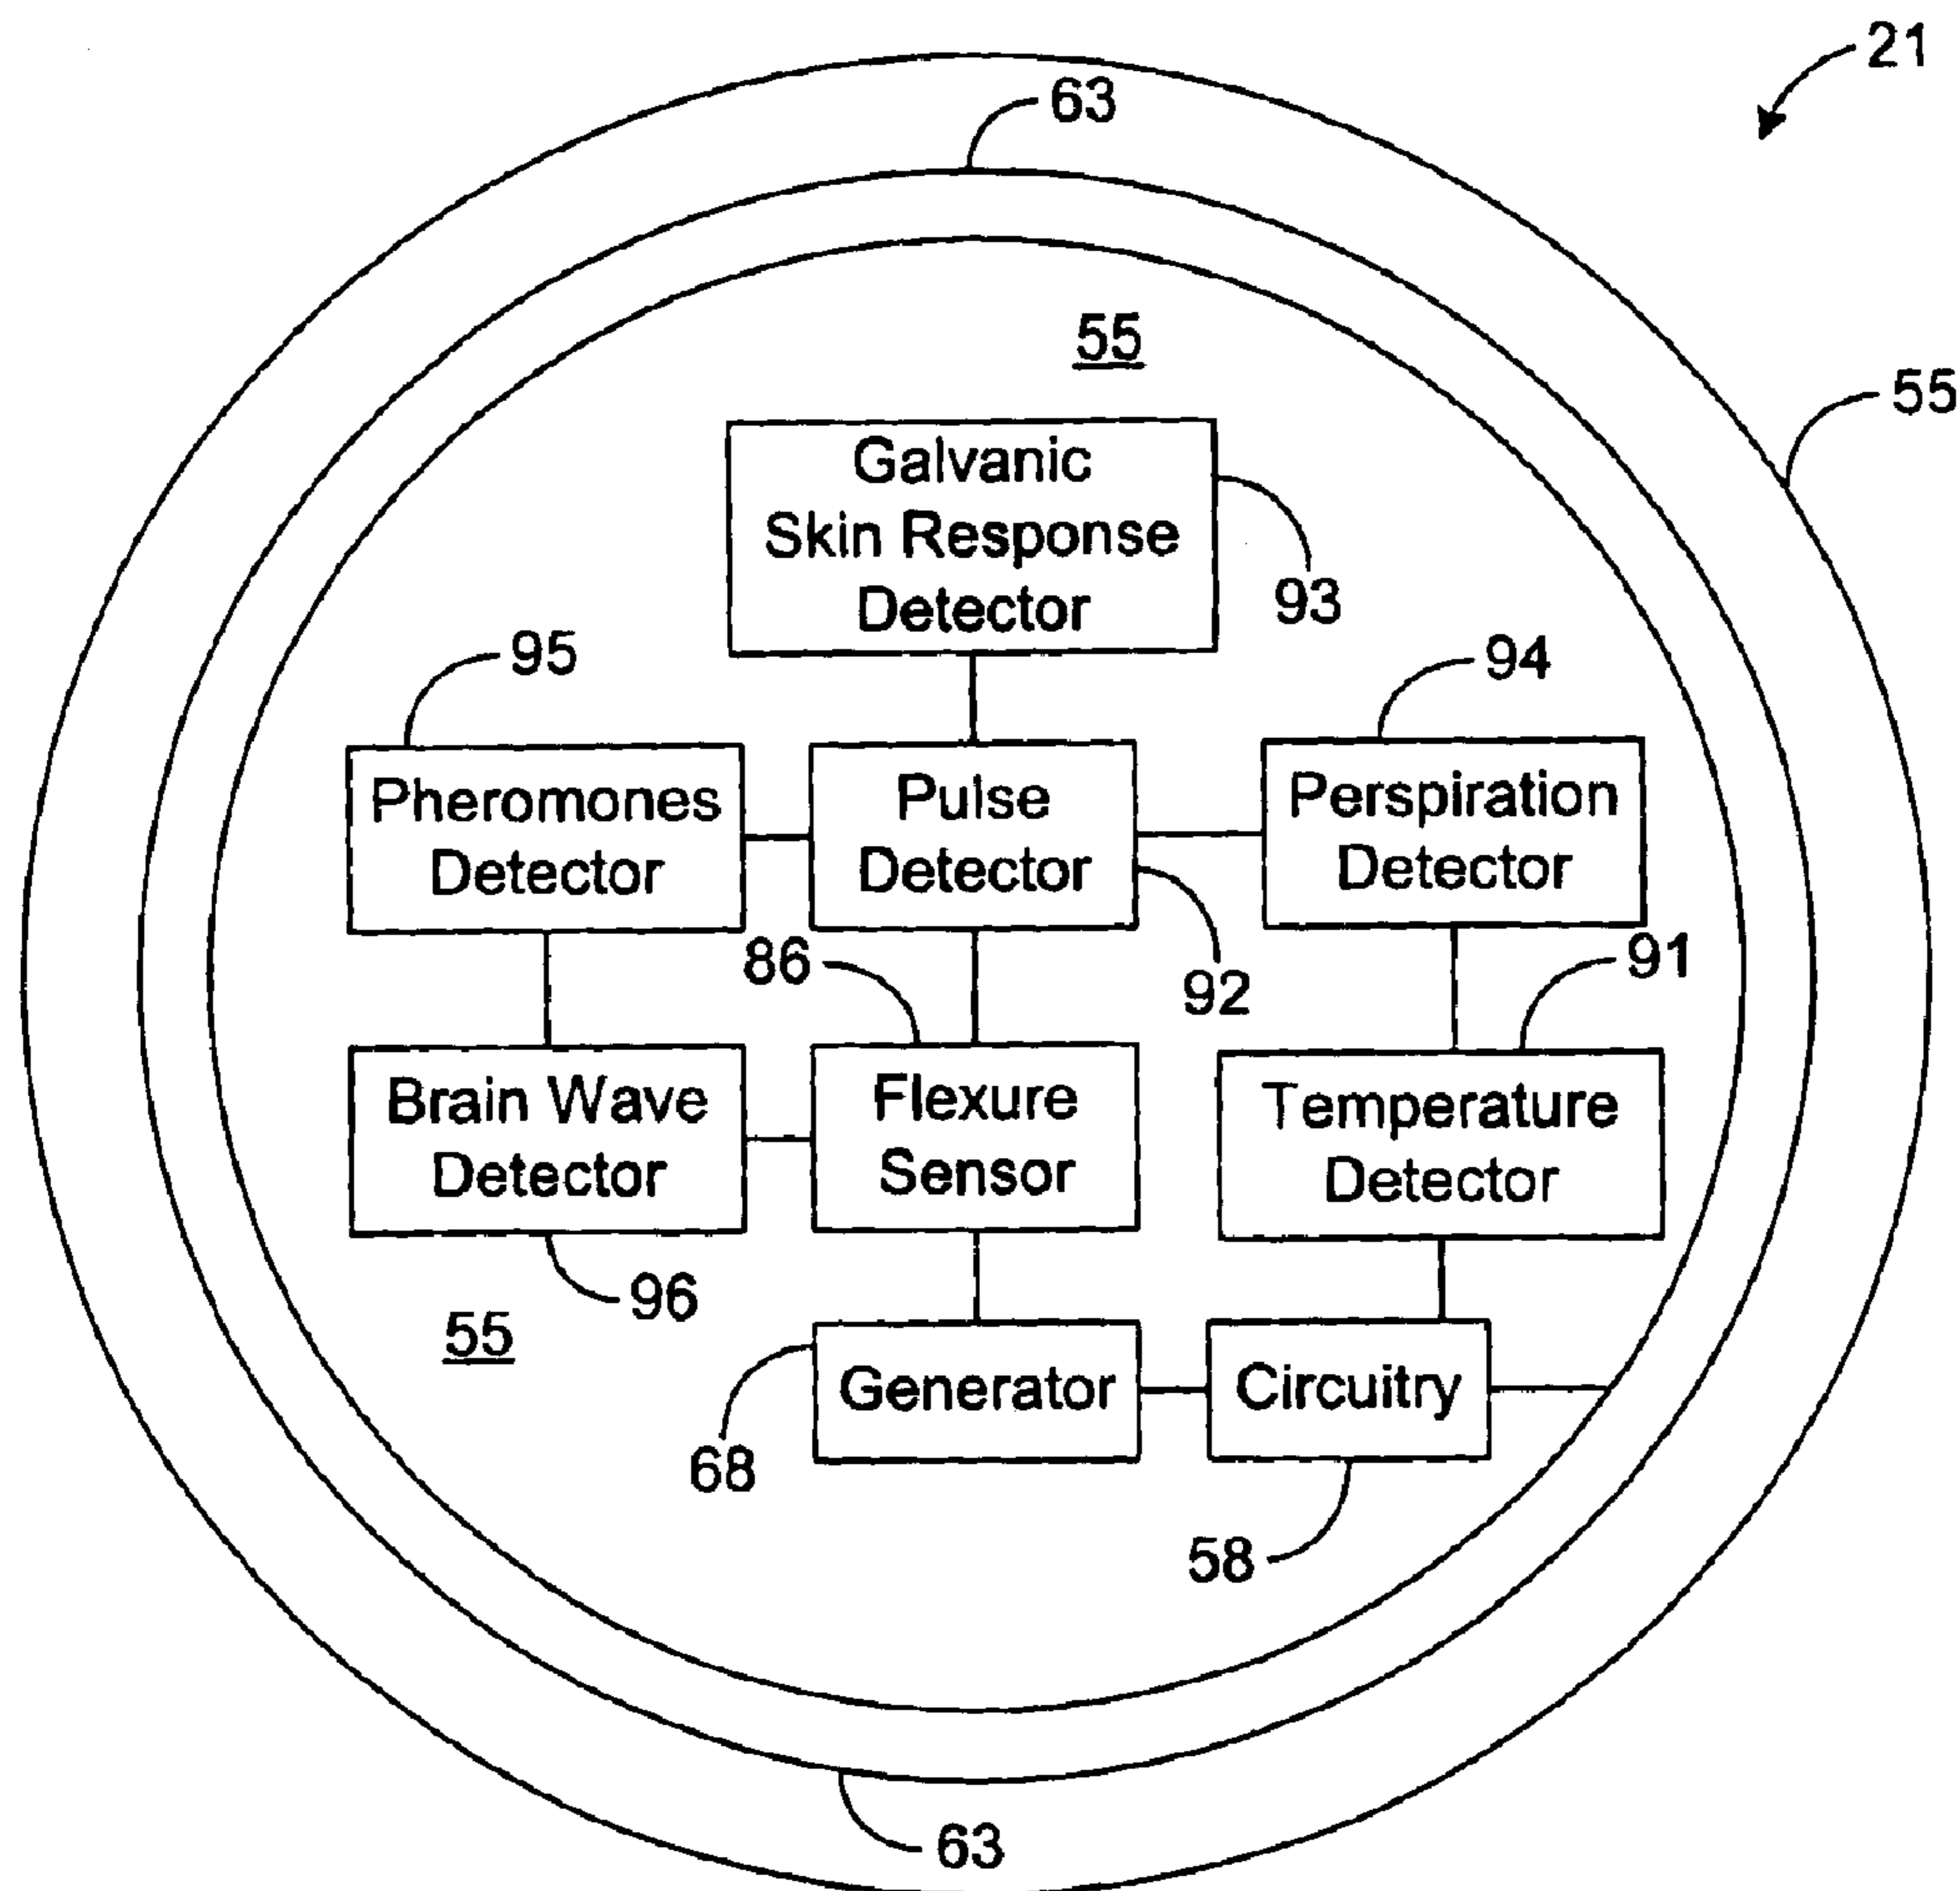 21
63
55
55
Galvanic
Skin Response
Detector
93
95
94
Pheromones
Detector
Pulse
Detector
Perspiration
Detector
86
92
91
Brain Wave
Detector
Flexure
Sensor
Temperature
Detector
96
55
Generator
Circuitry
68
58
63